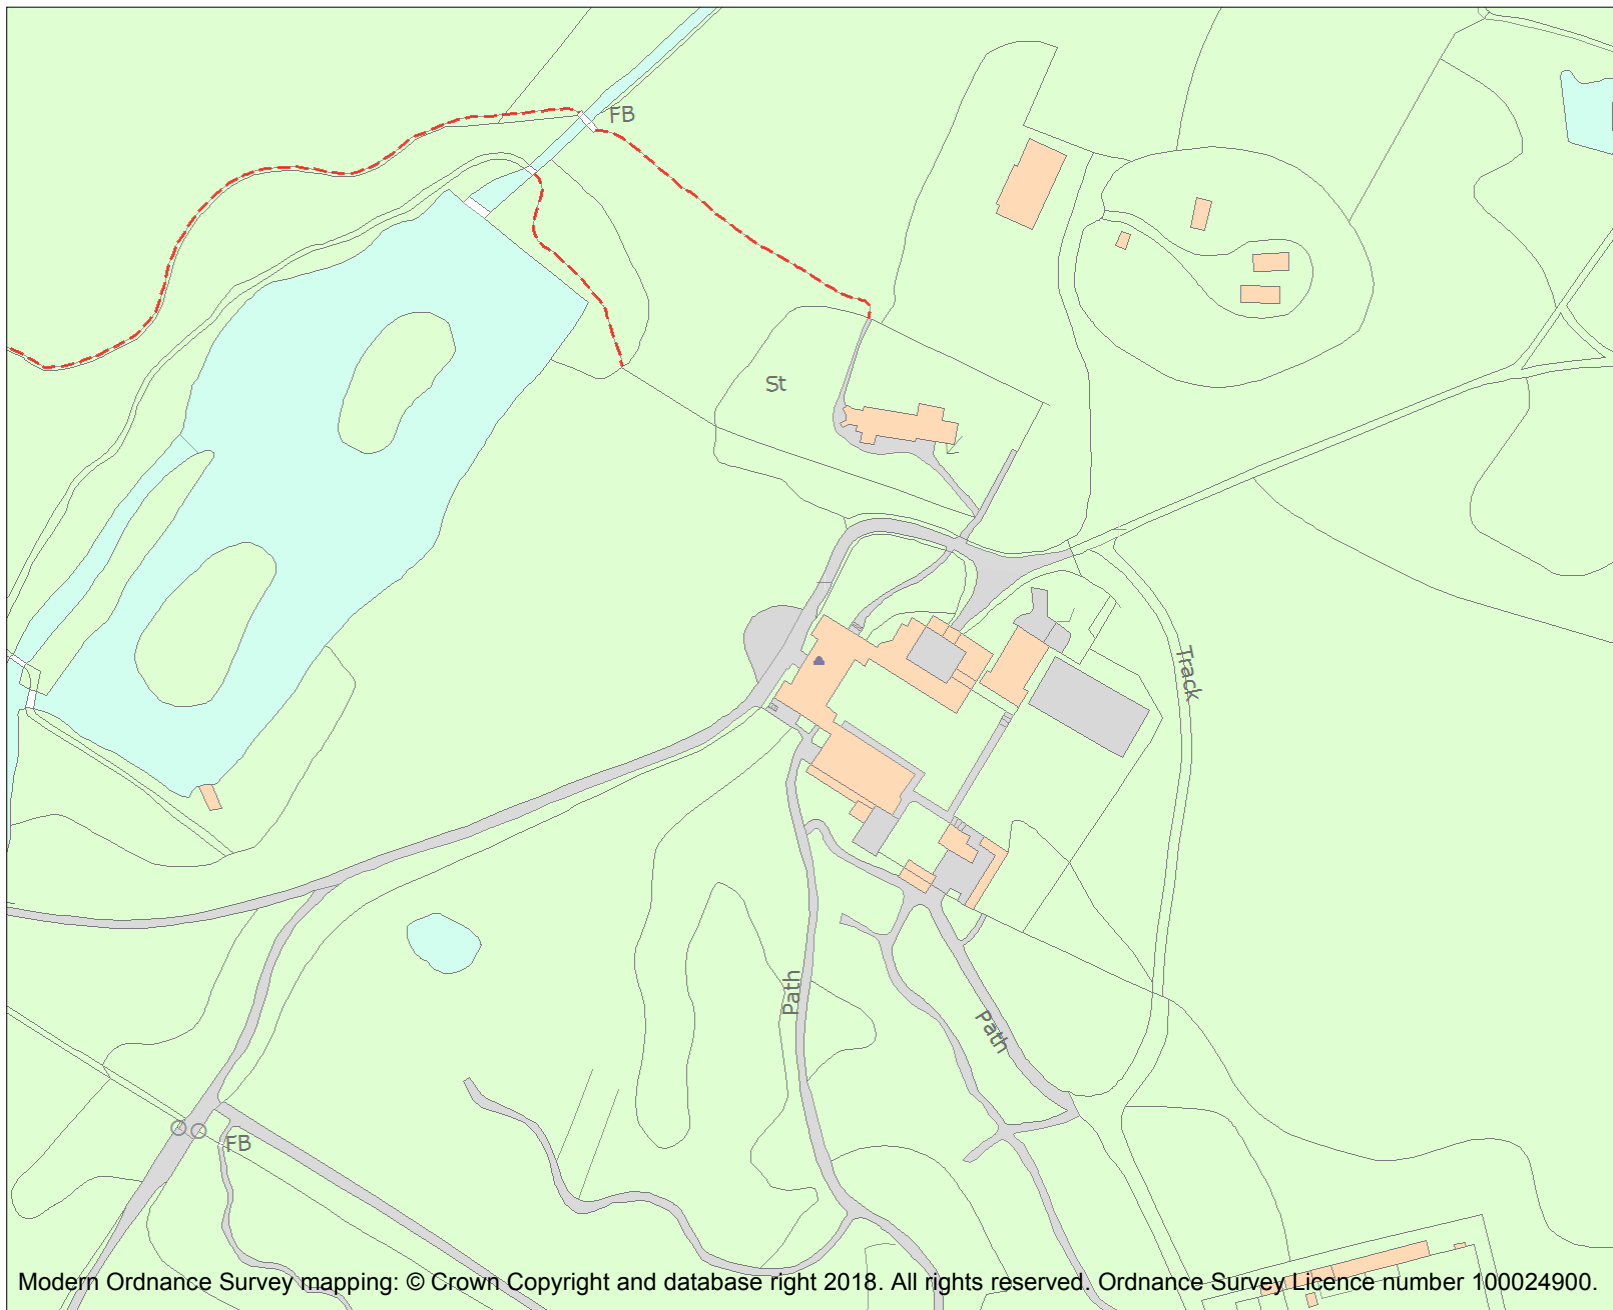 FB
St
Track
Path
Path
FB
Modern Ordnance Survey mapping: © Crown Copyright and database right 2018. All rights reserved. Ordnance Survey Licence number 100024900.